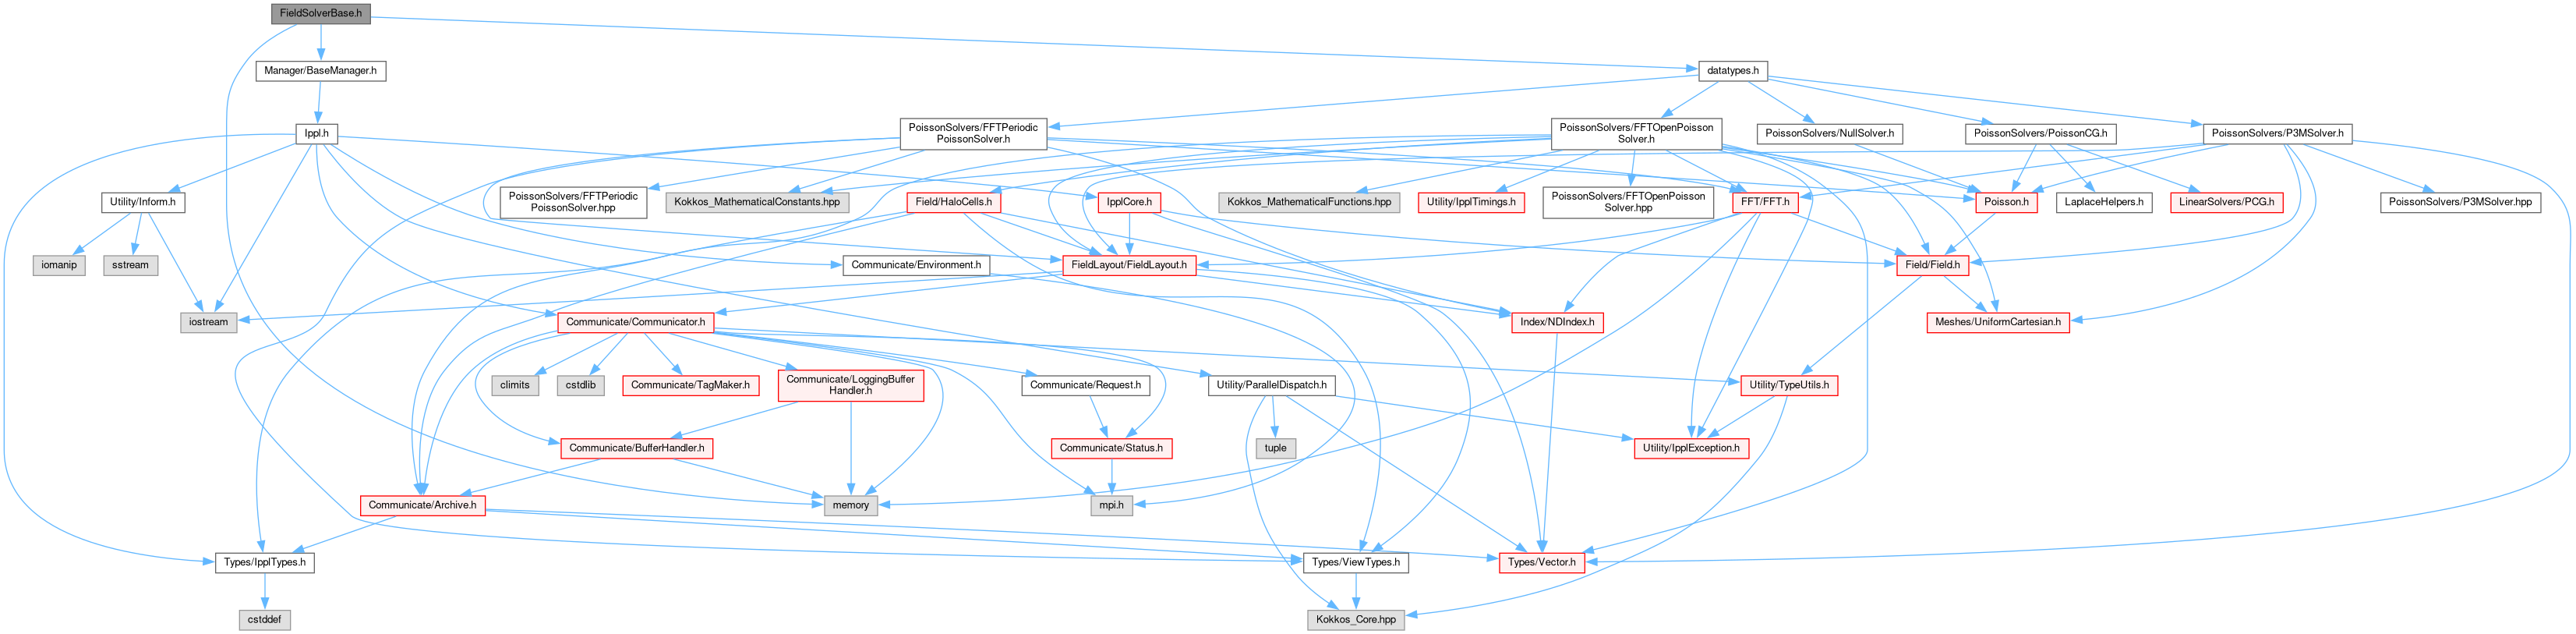 FieldSolverBase.h
Manager/BaseManager.h
datatypes.h
Ippl.h
PoissonSolvers/FFTPeriodic
PoissonSolver.h
PoissonSolvers/FFTOpenPoisson
Solver.h
PoissonSolvers/NullSolver.h
PoissonSolvers/PoissonCG.h
PoissonSolvers/P3MSolver.h
Utility/Inform.h
PoissonSolvers/FFTPeriodic
PoissonSolver.hpp
Kokkos_MathematicalConstants.hpp
Field/HaloCells.h
IpplCore.h
Kokkos_MathematicalFunctions.hpp
Utility/IpplTimings.h
PoissonSolvers/FFTOpenPoisson
Solver.hpp
FFT/FFT.h
Poisson.h
LaplaceHelpers.h
LinearSolvers/PCG.h
PoissonSolvers/P3MSolver.hpp
iomanip
sstream
Communicate/Environment.h
FieldLayout/FieldLayout.h
Field/Field.h
iostream
Communicate/Communicator.h
Index/NDIndex.h
Meshes/UniformCartesian.h
climits
cstdlib
Communicate/TagMaker.h
Communicate/LoggingBuffer
Handler.h
Communicate/Request.h
Utility/ParallelDispatch.h
Utility/TypeUtils.h
Communicate/BufferHandler.h
Communicate/Status.h
tuple
Utility/IpplException.h
Communicate/Archive.h
memory
mpi.h
Types/IpplTypes.h
Types/ViewTypes.h
Types/Vector.h
cstddef
Kokkos_Core.hpp